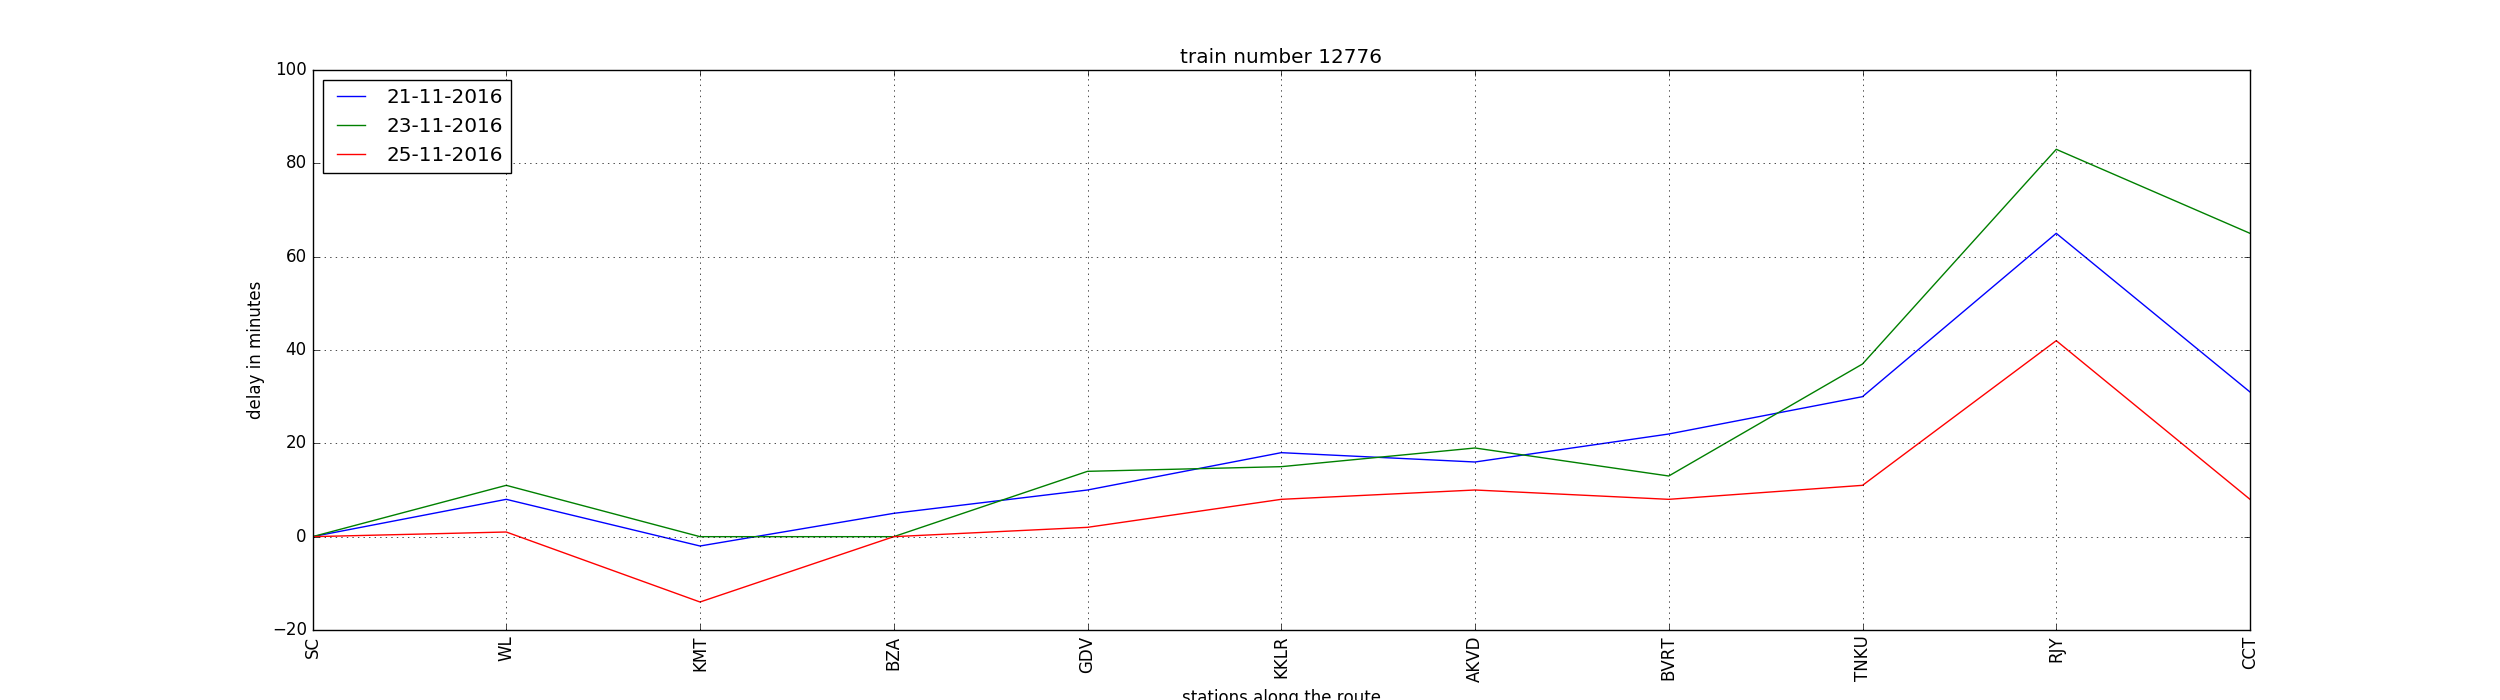 train number 12776
100
80
60
40
20
0
−20
delay in minutes
21-11-2016
23-11-2016
25-11-2016
SC
WL
KMT
BZA
GDV
KKLR
AKVD
BVRT
TNKU
RJY
CCT
stations along the route